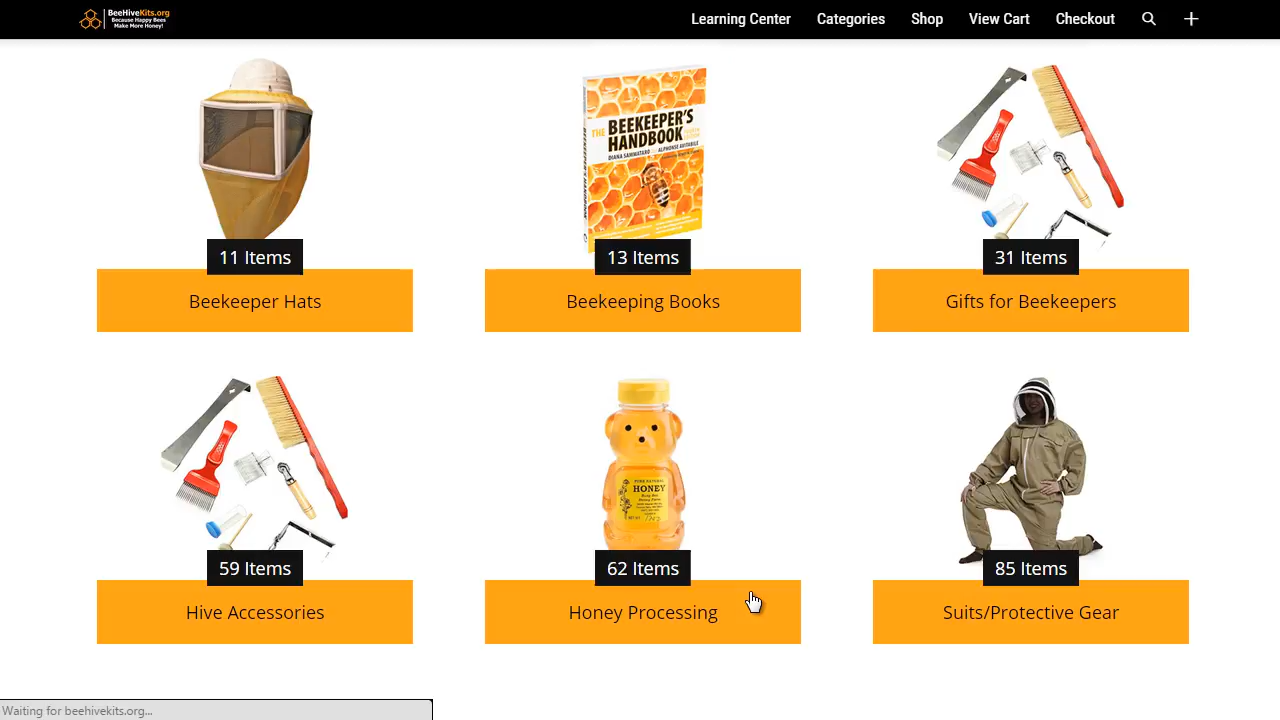 BeeHiveKits.org
Because Happy Bees
Make More Honey!
Learning Center
Categories
Shop
View Cart
Checkout
THE BEEKEEPER'S
HANDBOOK
DIANA SAMMATARO
ALPHONSE AVITABILE
11 Items
13 Items
31 Items
Beekeeper Hats
Beekeeping Books
Gifts for Beekeepers
PURE NATURAL
HONEY
59 Items
62 Items
85 Items
Hive Accessories
Honey Processing
Suits/Protective Gear
Waiting for beehivekits.org...